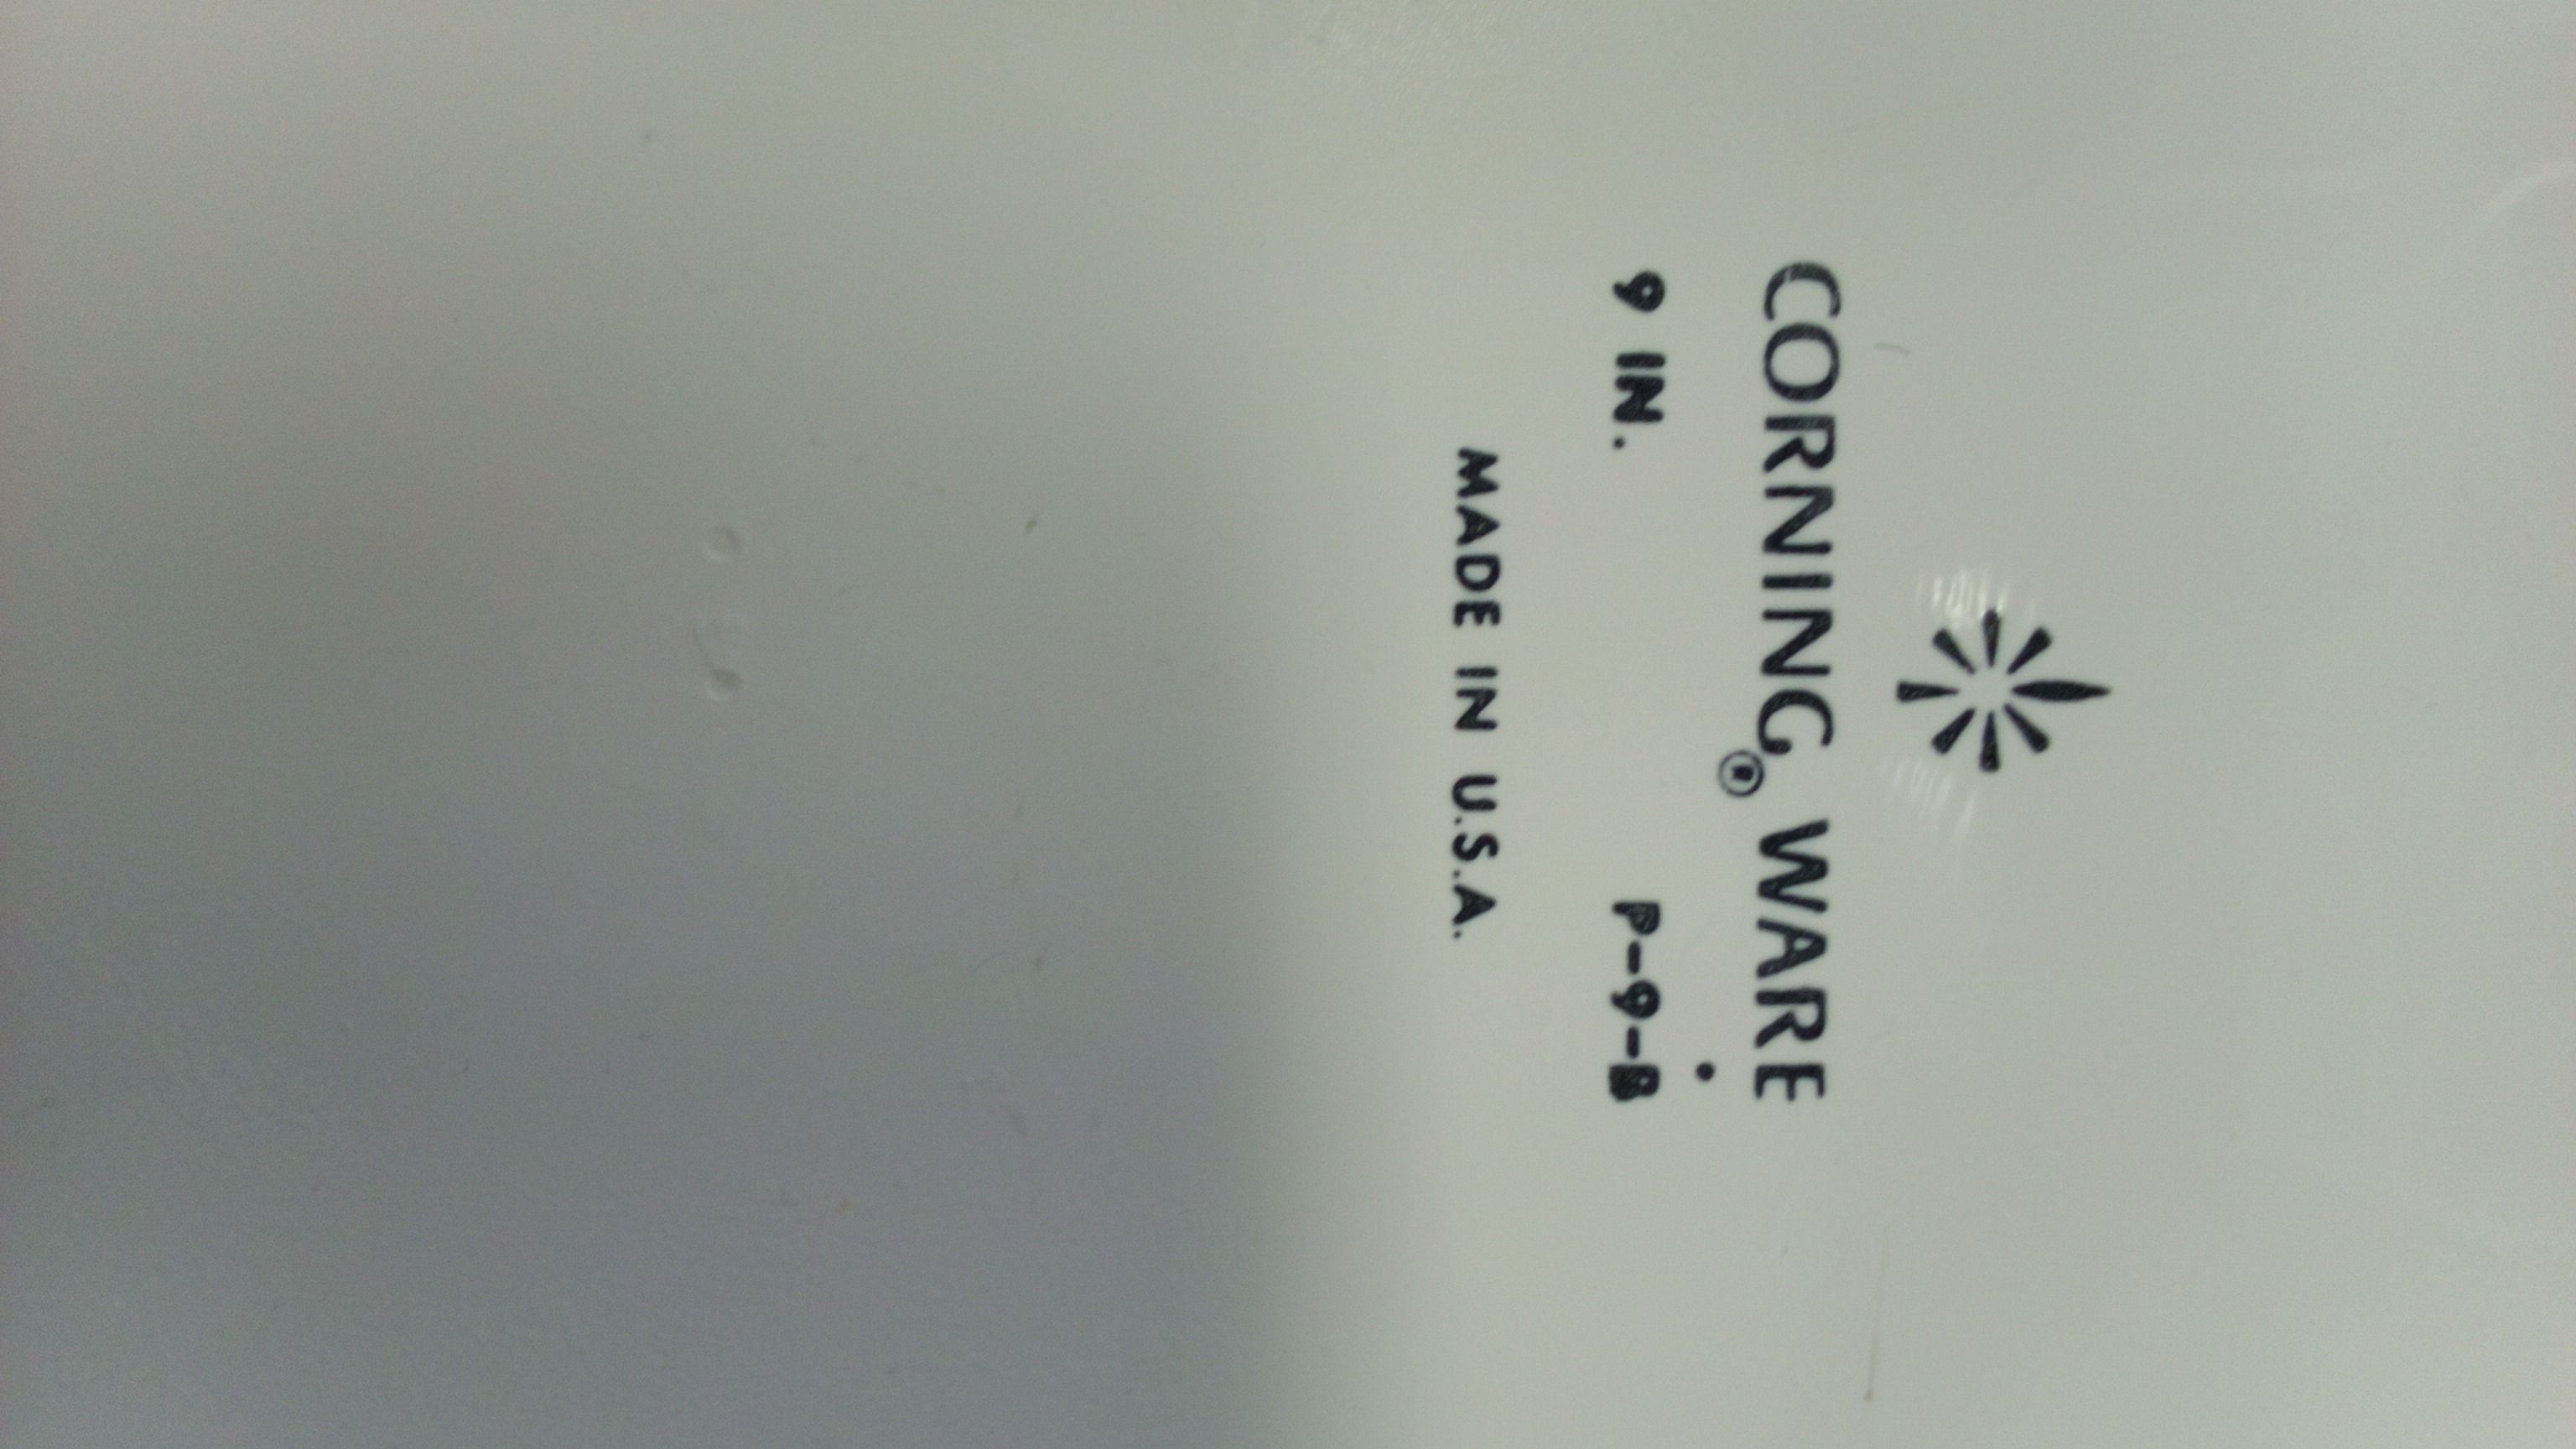 CORNING® WARE
9 IN. P-9-B
MADE IN U.S.A.